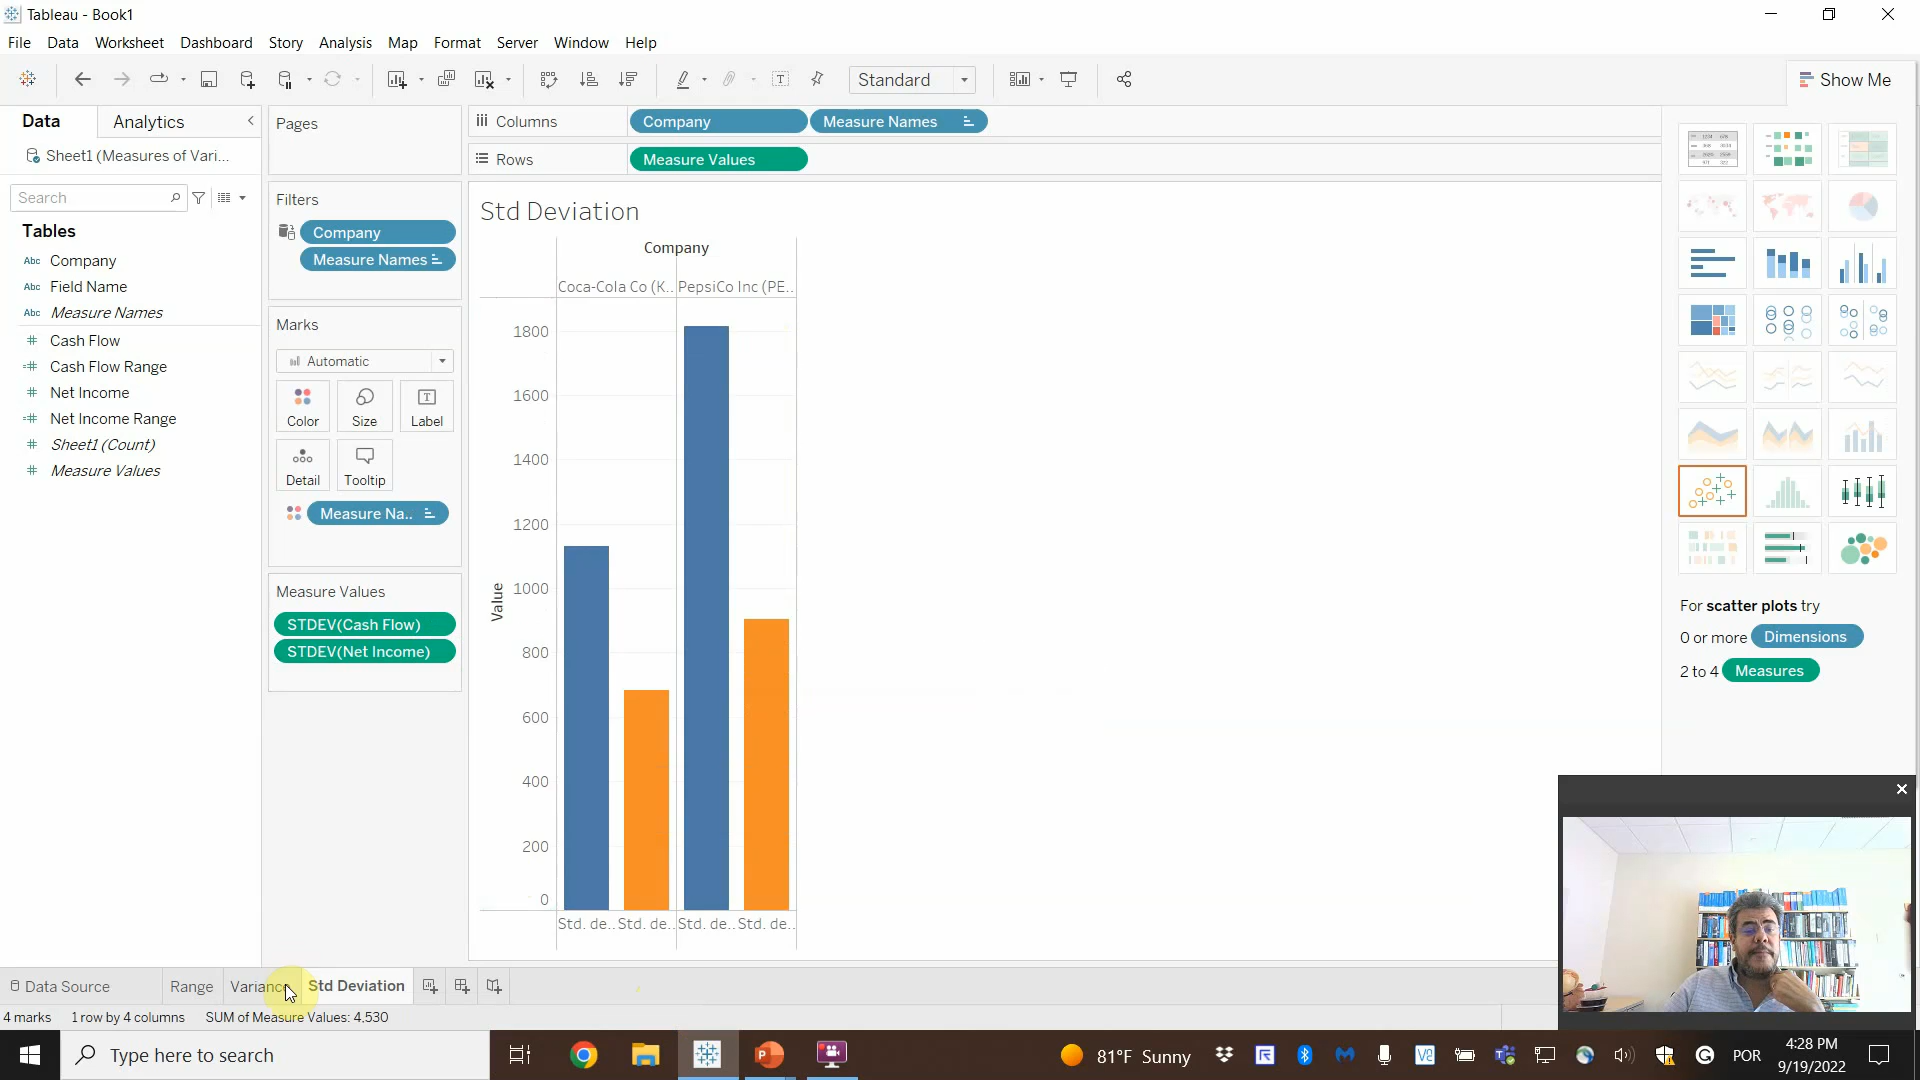 Tableau - Book1
File Data Worksheet Dashboard Story Analysis Map Format Server Window Help
Standard
Show Me
Data
Analytics
Sheet1 (Measures of Vari...
Search
Tables
Abc Company
Abc Field Name
Abc Measure Names
Cash Flow
Cash Flow Range
Net Income
Net Income Range
Sheet1 (Count)
Measure Values
Pages
Filters
Company
Measure Names
Marks
Automatic
Color Size Label
Detail Tooltip
Measure Na..
Measure Values
STDEV(Cash Flow)
STDEV(Net Income)
Columns Company Measure Names
Rows Measure Values
Std Deviation
Company
Coca-Cola Co (K.. PepsiCo Inc (PE..
1800
1600
1400
1200
1000
800
600
400
200
0
Value
Std. de.. Std. de.. Std. de.. Std. de..
For scatter plots try
0 or more Dimensions
2 to 4 Measures
Data Source Range Variance Std Deviation
4 marks 1 row by 4 columns SUM of Measure Values: 4,530
Type here to search
81°F Sunny
POR
4:28 PM
9/19/2022